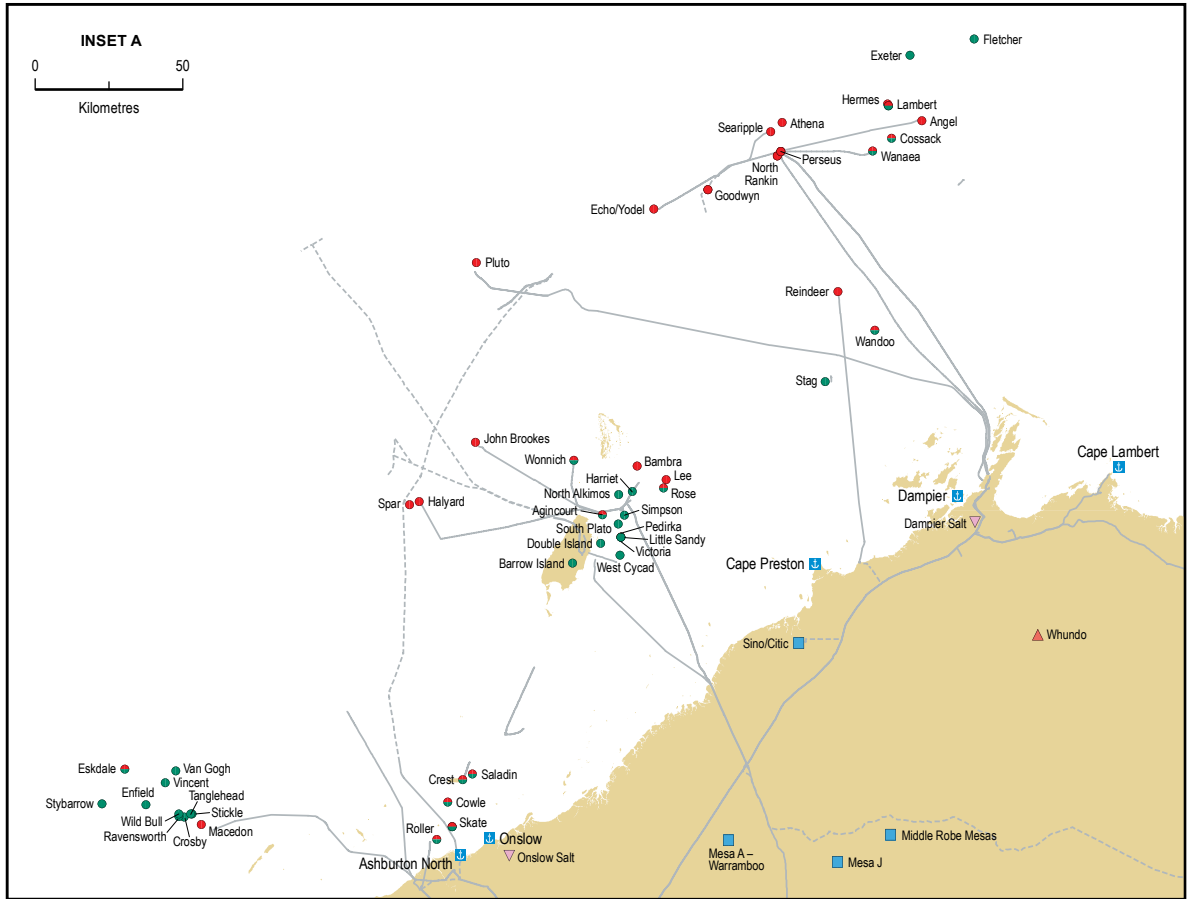 INSET A
0
50
Kilometres
Fletcher
Exeter
Hermes
Lambert
Angel
Athena
Searipple
Cossack
Perseus
Wanaea
North
Rankin
Goodwyn
Echo/Yodel
Pluto
Reindeer
Wandoo
Stag
John Brookes
Wonnich
Bambra
Cape Lambert
Harriet
Lee
North Alkimos
Rose
Spar
Halyard
Dampier
Agincourt
Simpson
Dampier Salt
South Plato
Pedirka
Little Sandy
Double Island
Victoria
Barrow Island
West Cycad
Cape Preston
Whundo
Sino/Citic
Eskdale
Van Gogh
Vincent
Saladin
Crest
Enfield
Tanglehead
Stybarrow
Cowle
Wild Bull
Stickle
Ravensworth
Macedon
Crosby
Roller
Skate
Onslow
Middle Robe Mesas
Ashburton North
Onslow Salt
Mesa A –
Warramboo
Mesa J